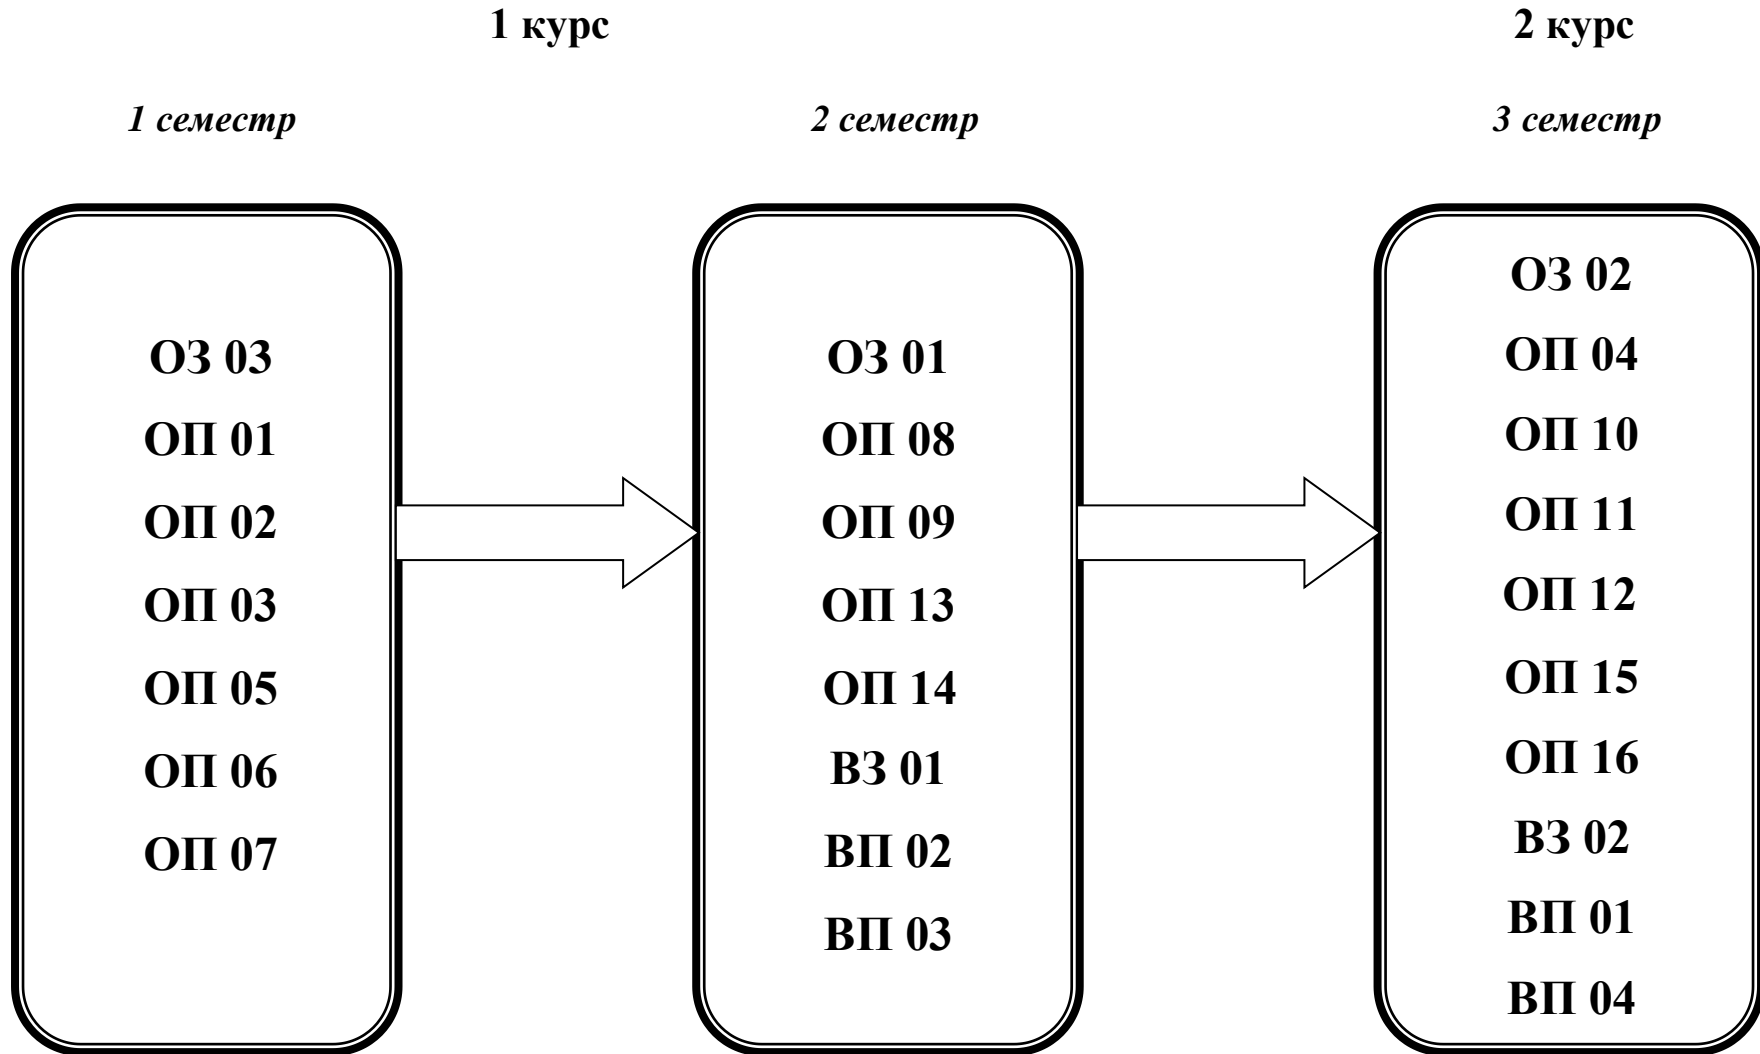 1 курс
2 курс
1 семестр
2 семестр
3 семестр
ОЗ 03
ОП 01
ОП 02
ОП 03
ОП 05
ОП 06
ОП 07
ОЗ 01
ОП 08
ОП 09
ОП 13
ОП 14
ВЗ 01
ВП 02
ВП 03
ОЗ 02
ОП 04
ОП 10
ОП 11
ОП 12
ОП 15
ОП 16
ВЗ 02
ВП 01
ВП 04